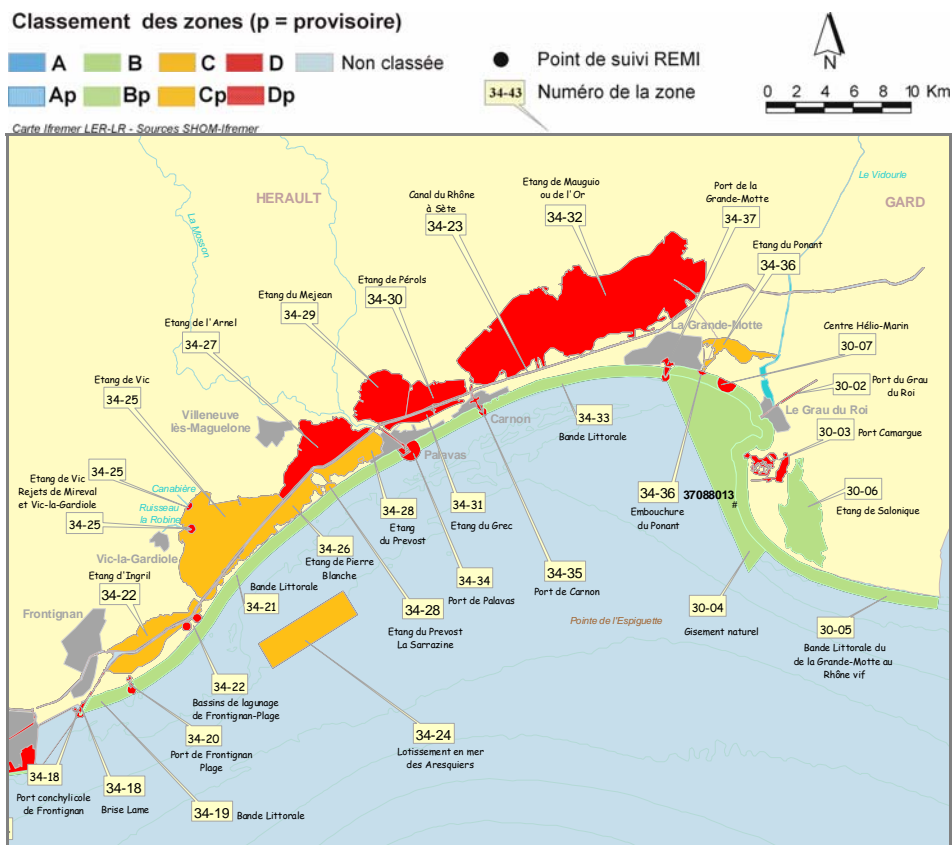 Classement des zones (p = provisoire)
A B C D Non classée
Ap Bp Cp Dp
Point de suivi REMI
34-43 Numéro de la zone
N
0 2 4 6 8 10 Km
Carte Ifremer LER-LR - Sources SHOM-Ifremer
HERAULT
GARD
La Mosson
Le Vidourle
Canal du Rhône
à Sète
34-23
Etang de Mauguio
ou de l'Or
34-32
Port de la
Grande-Motte
34-37
Etang du Ponant
34-36
Etang de Pérols
34-30
Etang du Mejean
34-29
Etang de l'Arnel
34-27
Etang de Vic
34-25
Villeneuve
lès-Maguelone
La Grande-Motte
Centre Hélio-Marin
30-07
30-02
Port du Grau
du Roi
Le Grau du Roi
30-03
Port Camargue
30-06
Etang de Salonique
Carnon
34-33
Bande Littorale
Palavas
34-25
Etang de Vic
Rejets de Mireval
et Vic-la-Gardiole
34-25
Canabière
Ruisseau
la Robine
Vic-la-Gardiole
34-28
Etang
du Prevost
34-31
Etang du Grec
34-36
Embouchure
du Ponant
37088013
#
34-26
Etang de Pierre
Blanche
34-34
Port de Palavas
34-35
Port de Carnon
Etang d'Ingril
34-22
Bande Littorale
34-21
34-28
Etang du Prevost
La Sarrazine
Frontignan
30-04
Gisement naturel
Pointe de l'Espiguette
30-05
Bande Littorale du
de la Grande-Motte au
Rhône vif
34-22
Bassins de lagunage
de Frontignan-Plage
34-20
Port de Frontignan
Plage
34-24
Lotissement en mer
des Aresquiers
34-18
Port conchylicole
de Frontignan
34-18
Brise Lame
34-19
Bande Littorale